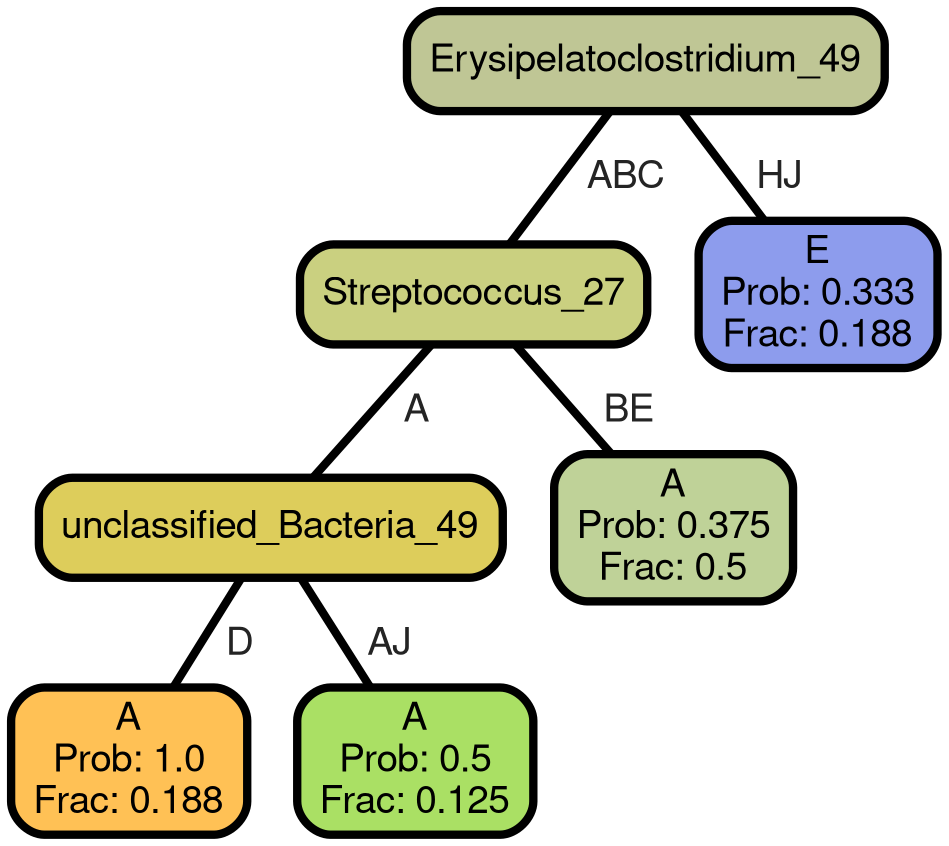 Erysipelatoclostridium_49
ABC
HJ
Streptococcus_27
E
Prob: 0.333
Frac: 0.188
A
BE
unclassified_Bacteria_49
A
Prob: 0.375
Frac: 0.5
D
AJ
A
Prob: 1.0
Frac: 0.188
A
Prob: 0.5
Frac: 0.125